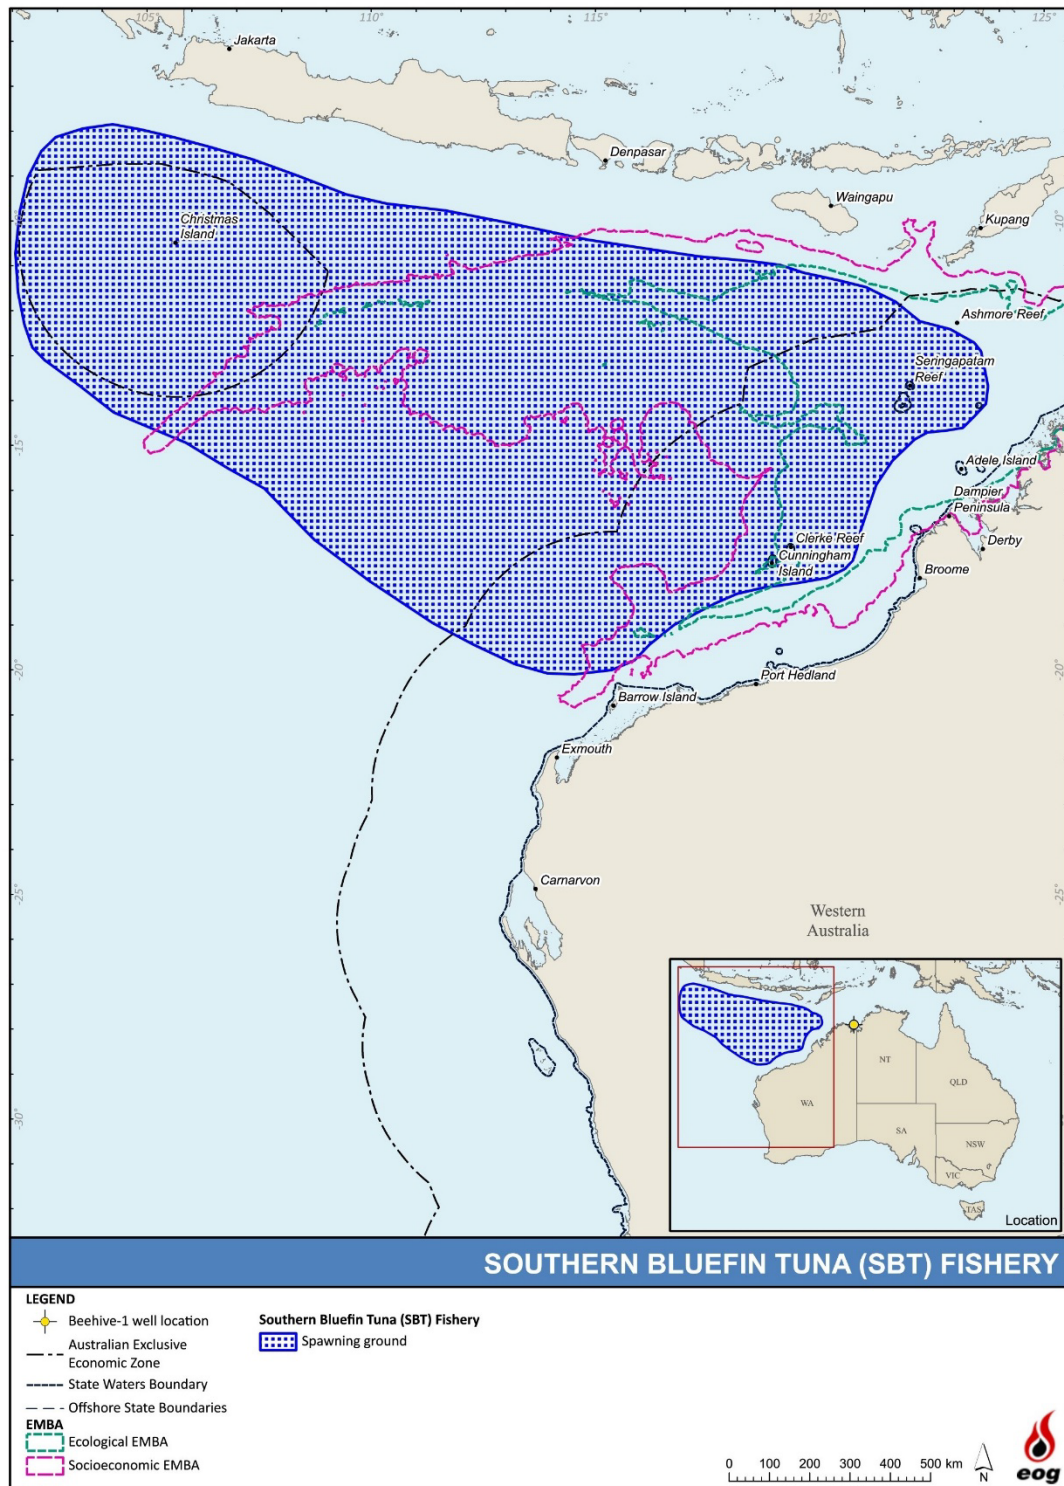 105°
110°
115°
120°
125°
Jakarta
Denpasar
Waingapu
Kupang
-10°
Christmas
Island
Ashmore Reef
Seringapatam
Reef
-15°
Adele Island
Dampier
Peninsula
Clerke Reef
Derby
Cunningham
Island
Broome
-20°
-20°
Port Hedland
Barrow Island
Exmouth
Carnarvon
-25°
-25°
Western
Australia
-30°
NT
QLD
WA
SA
NSW
VIC
TAS
Location
SOUTHERN BLUEFIN TUNA (SBT) FISHERY
LEGEND
Beehive-1 well location
Australian Exclusive
Economic Zone
State Waters Boundary
Offshore State Boundaries
EMBA
Ecological EMBA
Socioeconomic EMBA
Southern Bluefin Tuna (SBT) Fishery
Spawning ground
0 100 200 300 400 500 km
N
eog